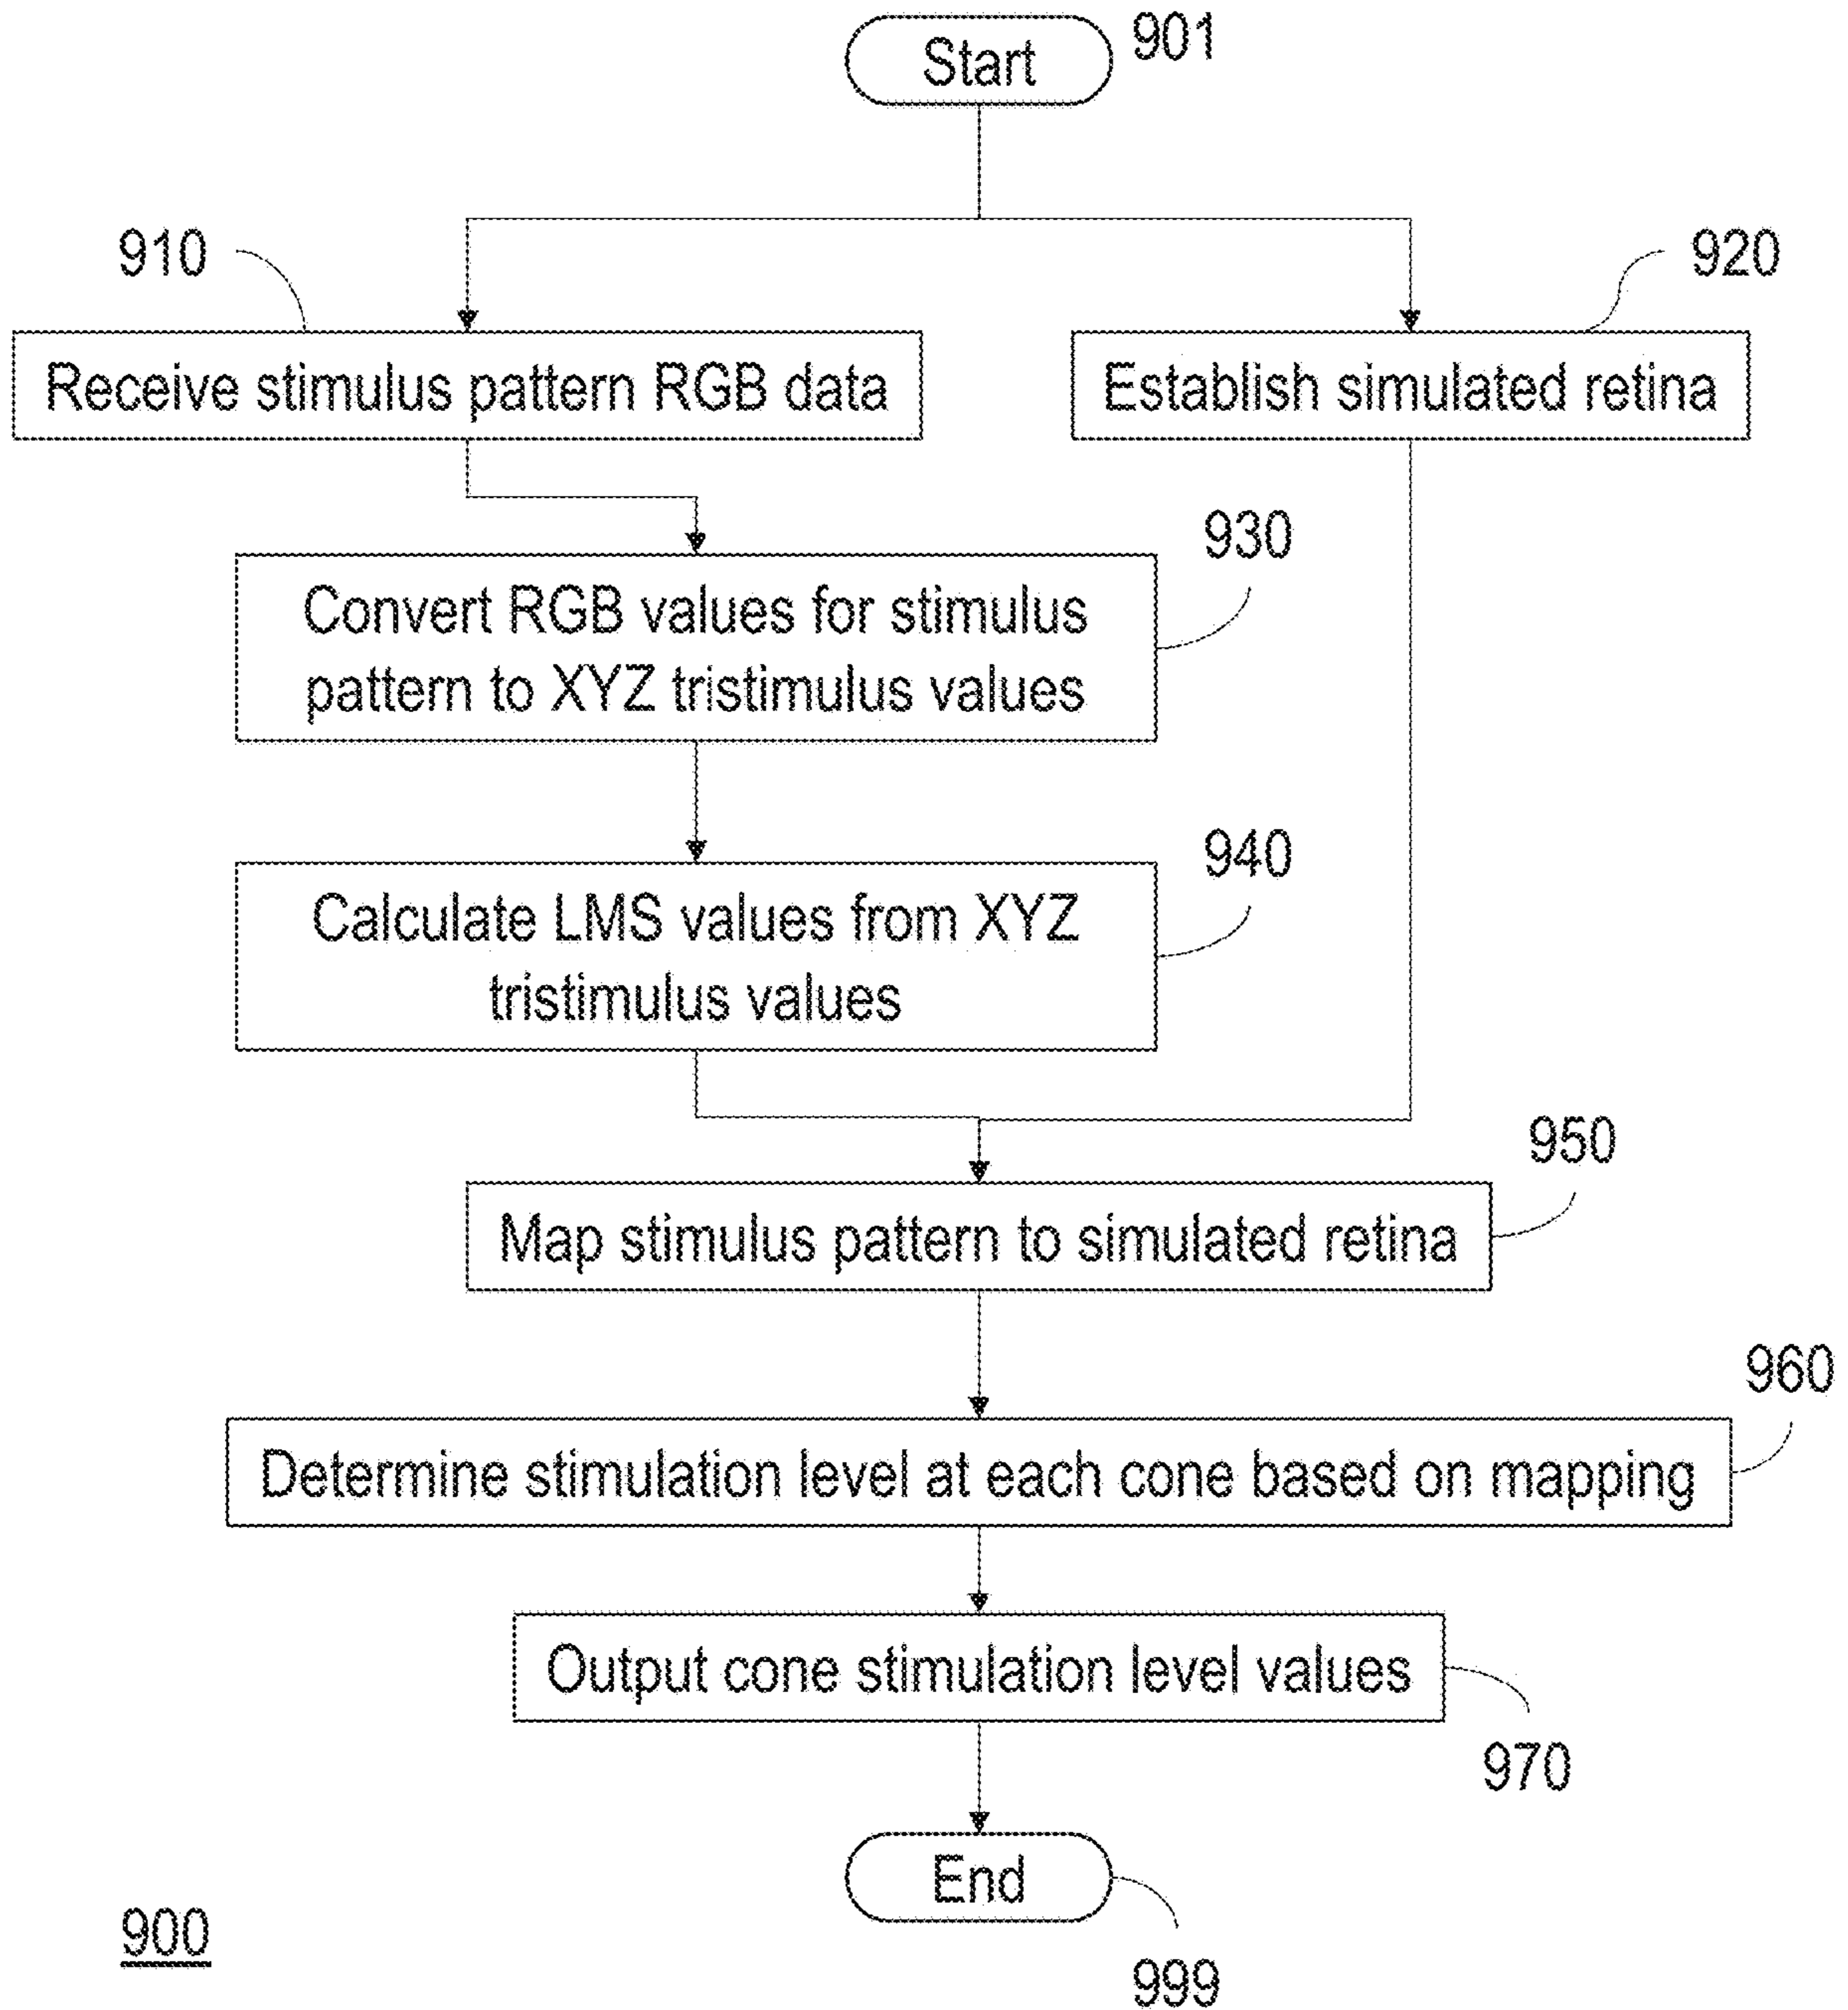 Start
901
910
920
Receive stimulus pattern RGB data
Establish simulated retina
930
Convert RGB values for stimulus
pattern to XYZ tristimulus values
940
Calculate LMS values from XYZ
tristimulus values
950
Map stimulus pattern to simulated retina
960
Determine stimulation level at each cone based on mapping
Output cone stimulation level values
970
End
900
999